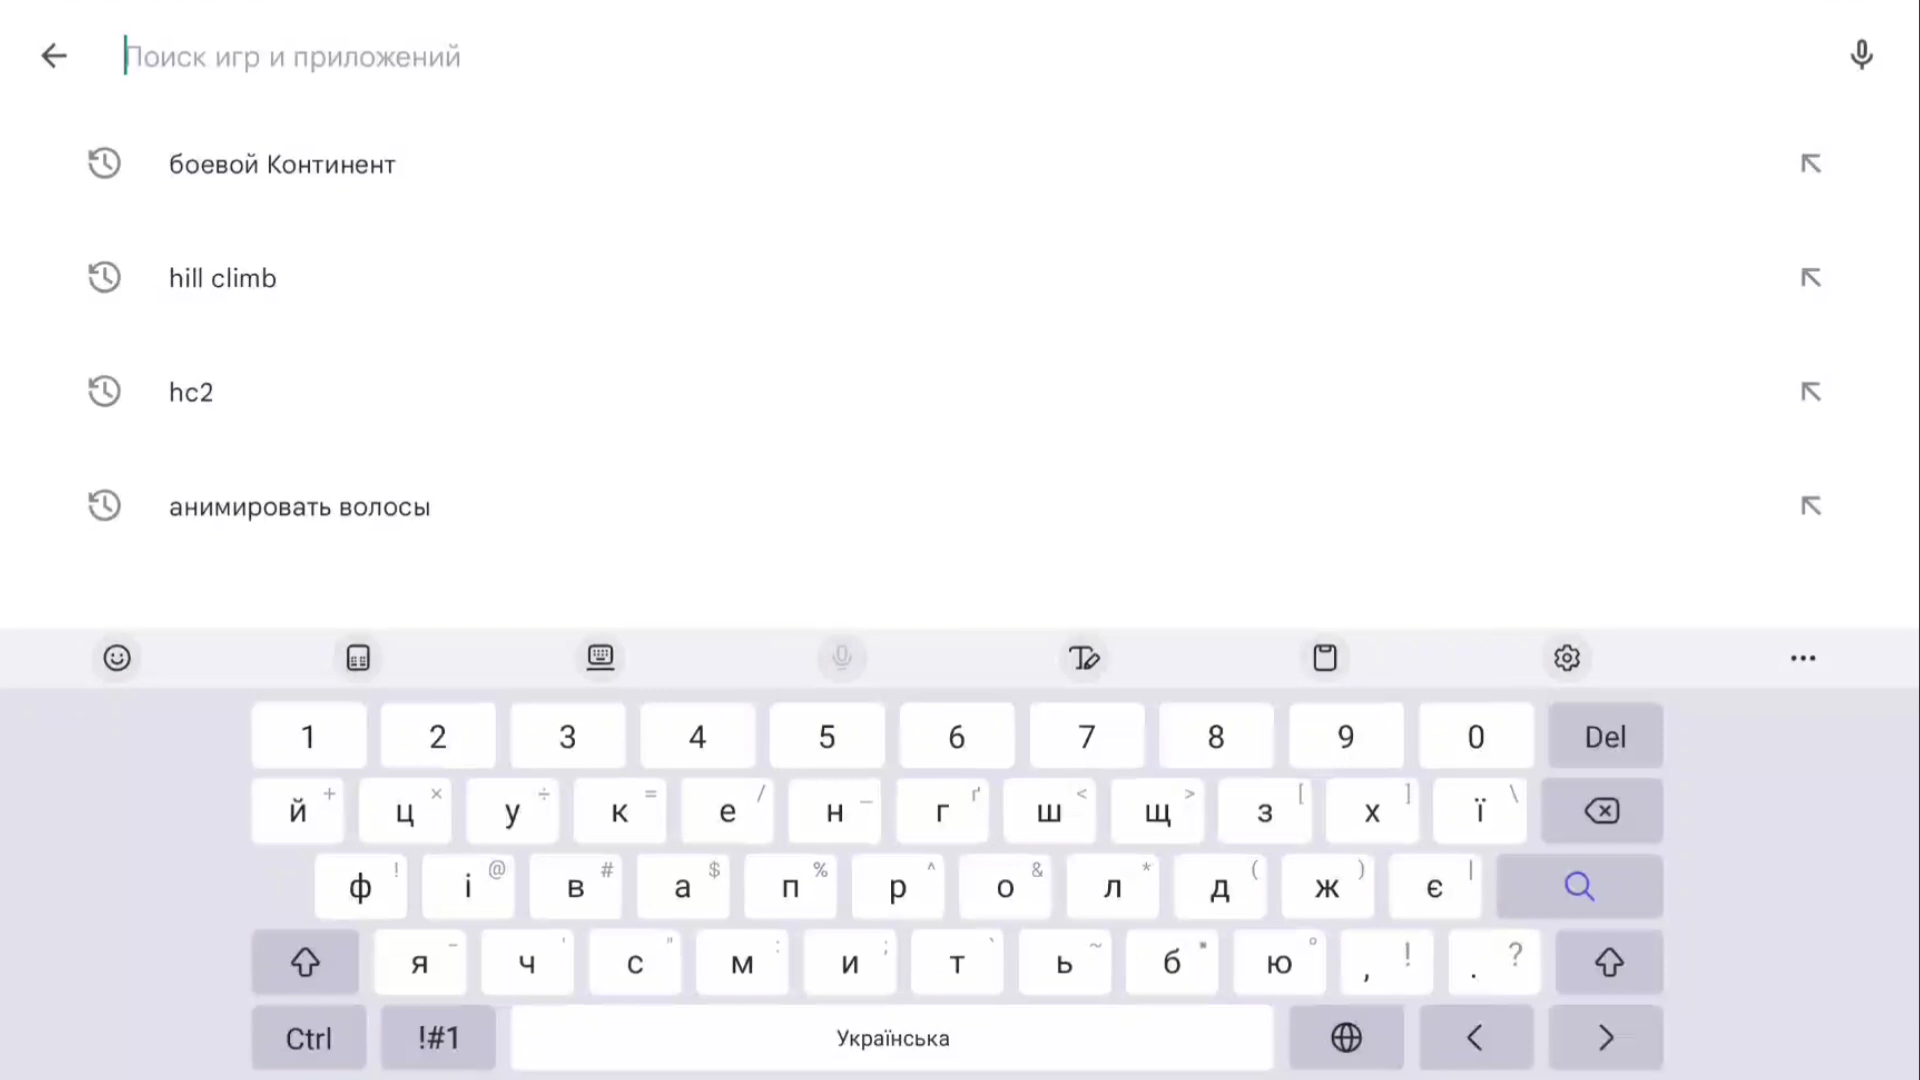 Поиск игр и приложений
боевой Континент
hill climb
hc2
анимировать волосы
1 2 3 4 5 6 7 8 9 0 Del
й + ц × у ÷ к = е / н _ г ґ ш < щ > з [ х ] ї \
ф ! і @ в # а $ п % р ^ о & л * д ( ж ) є |
я - ч ' с " м : и ; т ` ь ~ б ▪ ю ° , ! . ?
Ctrl !#1 Українська < >